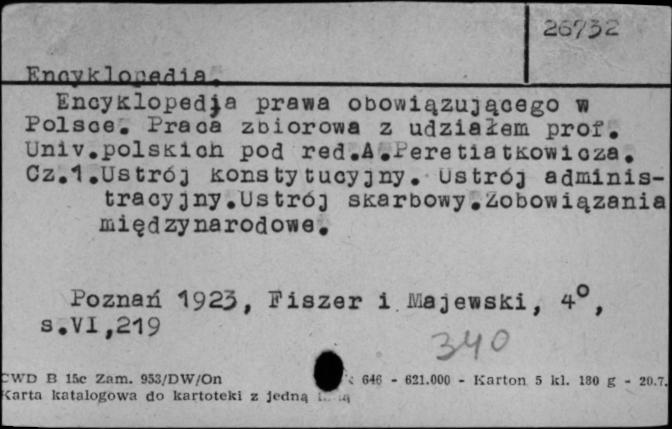 26732
Encyklopedia.
Encyklopedja prawa obowiązującego w
Polsce. Praca zbiorowa z udziałem prof.
Univ.polskich pod red.A.Peretiatkowicza.
Cz.1.Ustrój konstytucyjny. Ustrój adminis-
tracyjny.Ustrój skarbowy.Zobowiązania
międzynarodowe.
Poznań 1923, Fiszer i Majewski, 4°,
s.VI,219
340
CWD B 15c Zam. 953/DW/On 646 - 621.000 - Karton 5 kl. 180 g - 20.7.
Karta katalogowa do kartoteki z jedną